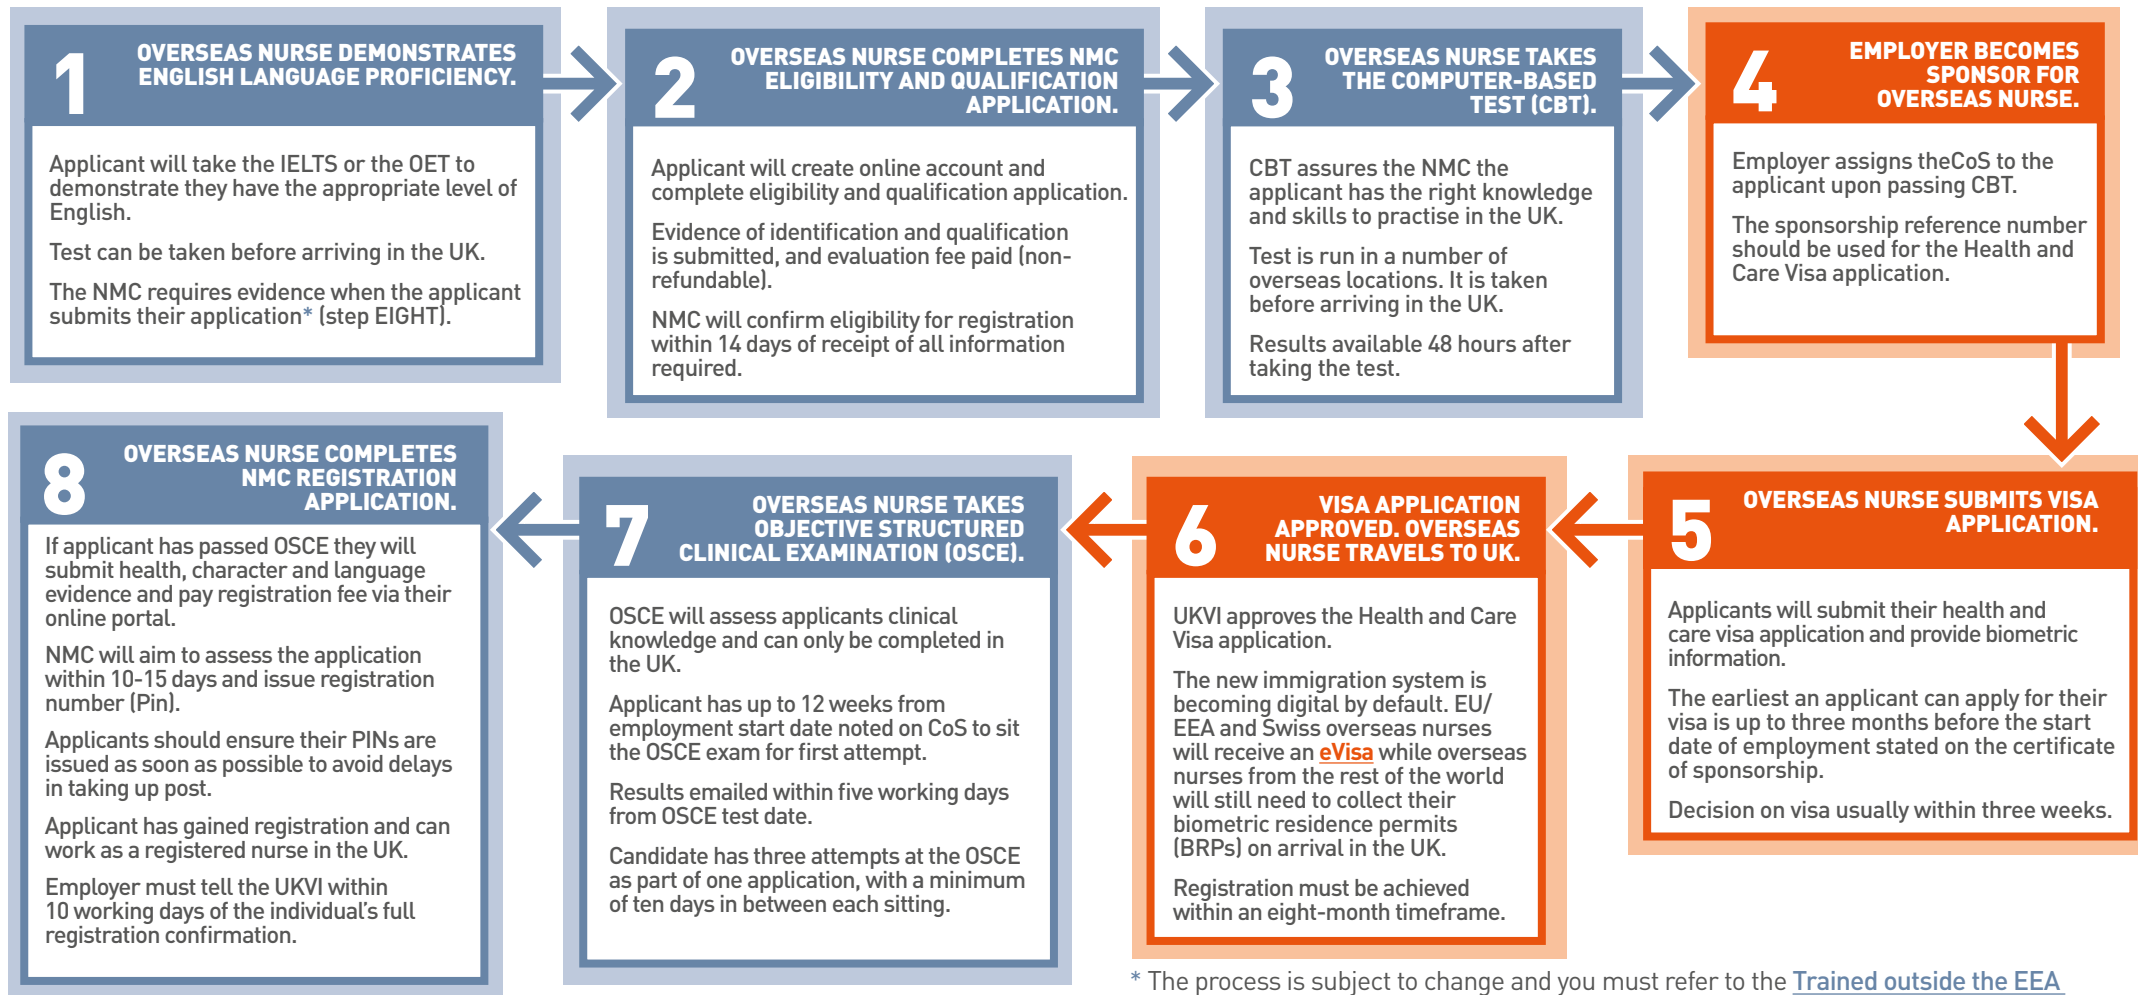 1
OVERSEAS NURSE DEMONSTRATES
ENGLISH LANGUAGE PROFICIENCY.
Applicant will take the IELTS or the OET to
demonstrate they have the appropriate level of
English.
Test can be taken before arriving in the UK.
The NMC requires evidence when the applicant
submits their application* (step EIGHT).
2
OVERSEAS NURSE COMPLETES NMC
ELIGIBILITY AND QUALIFICATION
APPLICATION.
Applicant will create online account and
complete eligibility and qualification application.
Evidence of identification and qualification
is submitted, and evaluation fee paid (non-
refundable).
NMC will confirm eligibility for registration
within 14 days of receipt of all information
required.
3
OVERSEAS NURSE TAKES
THE COMPUTER-BASED
TEST (CBT).
CBT assures the NMC the
applicant has the right knowledge
and skills to practise in the UK.
Test is run in a number of
overseas locations. It is taken
before arriving in the UK.
Results available 48 hours after
taking the test.
4
EMPLOYER BECOMES
SPONSOR FOR
OVERSEAS NURSE.
Employer assigns theCoS to the
applicant upon passing CBT.
The sponsorship reference number
should be used for the Health and
Care Visa application.
5
OVERSEAS NURSE SUBMITS VISA
APPLICATION.
Applicants will submit their health and
care visa application and provide biometric
information.
The earliest an applicant can apply for their
visa is up to three months before the start
date of employment stated on the certificate
of sponsorship.
Decision on visa usually within three weeks.
6
VISA APPLICATION
APPROVED. OVERSEAS
NURSE TRAVELS TO UK.
UKVI approves the Health and Care
Visa application.
The new immigration system is
becoming digital by default. EU/
EEA and Swiss overseas nurses
will receive an eVisa while overseas
nurses from the rest of the world
will still need to collect their
biometric residence permits
(BRPs) on arrival in the UK.
Registration must be achieved
within an eight-month timeframe.
7
OVERSEAS NURSE TAKES
OBJECTIVE STRUCTURED
CLINICAL EXAMINATION (OSCE).
OSCE will assess applicants clinical
knowledge and can only be completed in
the UK.
Applicant has up to 12 weeks from
employment start date noted on CoS to sit
the OSCE exam for first attempt.
Results emailed within five working days
from OSCE test date.
Candidate has three attempts at the OSCE
as part of one application, with a minimum
of ten days in between each sitting.
8
OVERSEAS NURSE COMPLETES
NMC REGISTRATION
APPLICATION.
If applicant has passed OSCE they will
submit health, character and language
evidence and pay registration fee via their
online portal.
NMC will aim to assess the application
within 10-15 days and issue registration
number (Pin).
Applicants should ensure their PINs are
issued as soon as possible to avoid delays
in taking up post.
Applicant has gained registration and can
work as a registered nurse in the UK.
Employer must tell the UKVI within
10 working days of the individual's full
registration confirmation.
* The process is subject to change and you must refer to the Trained outside the EEA